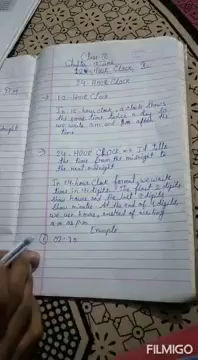 Class - IV
Chapter - Time
12 - Hour Clock &
24 - Hour Clock
→ 12 - Hour Clock
In 12 - hour clock, a clock shows
the same time twice a day. So
we write a.m and p.m after the
time.
24 - HOUR CLOCK => It tells
the time from the midnight to
the next midnight.
In 24 - hour clock format, we write
time in 4 digits. The first 2 digits
show hours and the last 2 digits
show minutes. At the end of 4 digits
we use hours, instead of writing
a.m or p.m
Example
FILMIGO